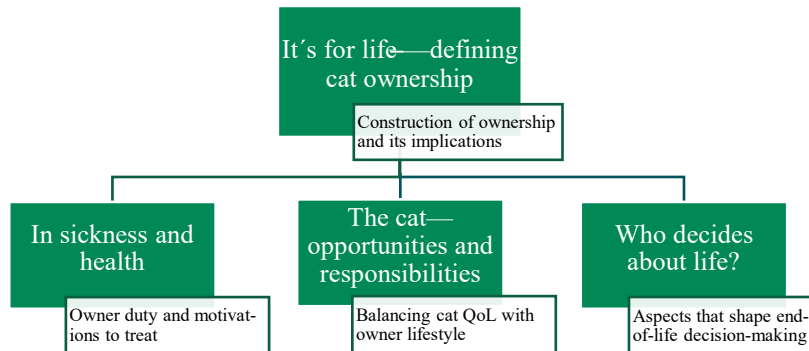 It´s for life—defining
cat ownership
Construction of ownership
and its implications
In sickness and
health
Owner duty and motivat-
ions to treat
The cat—
opportunities and
responsibilities
Balancing cat QoL with
owner lifestyle
Who decides
about life?
Aspects that shape end-
of-life decision-making